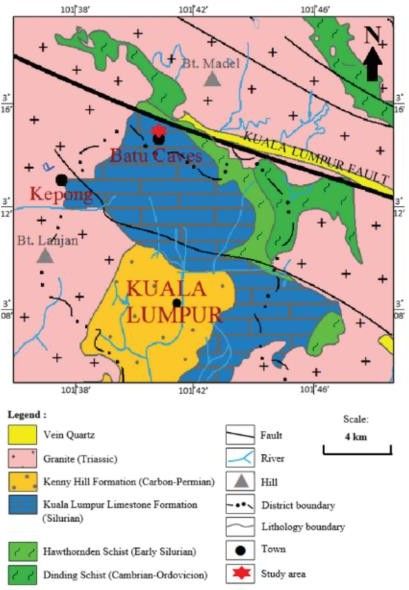 101°38'
101°42'
101°46'
N
Bt. Madel
3°
16'
3°
16'
KUALA LUMPUR FAULT
Batu Caves
Kepong
3°
12'
3°
12'
Bt. Lanjan
KUALA
LUMPUR
3°
08'
3°
08'
101°38'
101°42'
101°46'
Legend :
Vein Quartz
Granite (Triassic)
Kenny Hill Formation (Carbon-Permian)
Kuala Lumpur Limestone Formation
(Silurian)
Hawthornden Schist (Early Silurian)
Dinding Schist (Cambrian-Ordovician)
Fault
River
Hill
District boundary
Lithology boundary
Town
Study area
Scale:
4 km